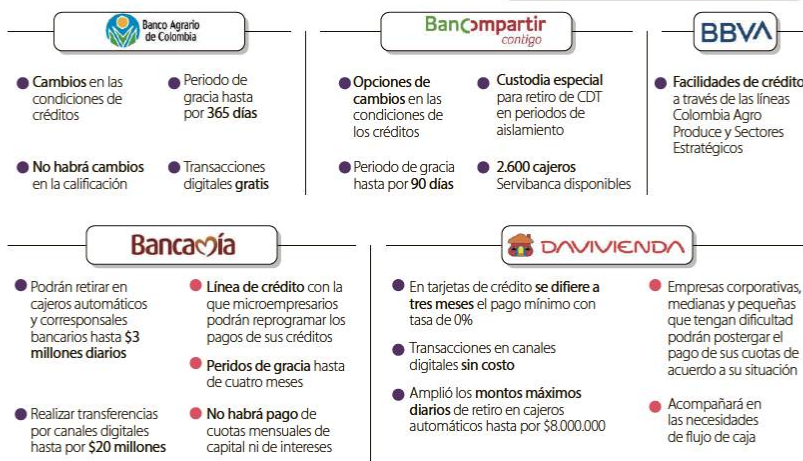 Banco Agrario
de Colombia
Cambios en las
condiciones de
créditos
No habrá cambios
en la calificación
Periodo de
gracia hasta
por 365 días
Transacciones
digitales gratis
Bancompartir
contigo
Opciones de
cambios en las
condiciones de
los créditos
Periodo de gracia
hasta por 90 días
Custodia especial
para retiro de CDT
en periodos de
aislamiento
2.600 cajeros
Servibanca disponibles
BBVA
Facilidades de crédito
a través de las líneas
Colombia Agro
Produce y Sectores
Estratégicos
Bancamía
Podrán retirar en
cajeros automáticos
y corresponsales
bancarios hasta $3
millones diarios
Realizar transferencias
por canales digitales
hasta por $20 millones
Línea de crédito con la
que microempresarios
podrán reprogramar los
pagos de sus créditos
Peridos de gracia hasta
de cuatro meses
No habrá pago de
cuotas mensuales de
capital ni de intereses
DAVIVIENDA
En tarjetas de crédito se difiere a
tres meses el pago mínimo con
tasa de 0%
Transacciones en canales
digitales sin costo
Amplió los montos máximos
diarios de retiro en cajeros
automáticos hasta por $8.000.000
Empresas corporativas,
medianas y pequeñas
que tengan dificultad
podrán postergar el
pago de sus cuotas de
acuerdo a su situación
Acompañará en
las necesidades
de flujo de caja